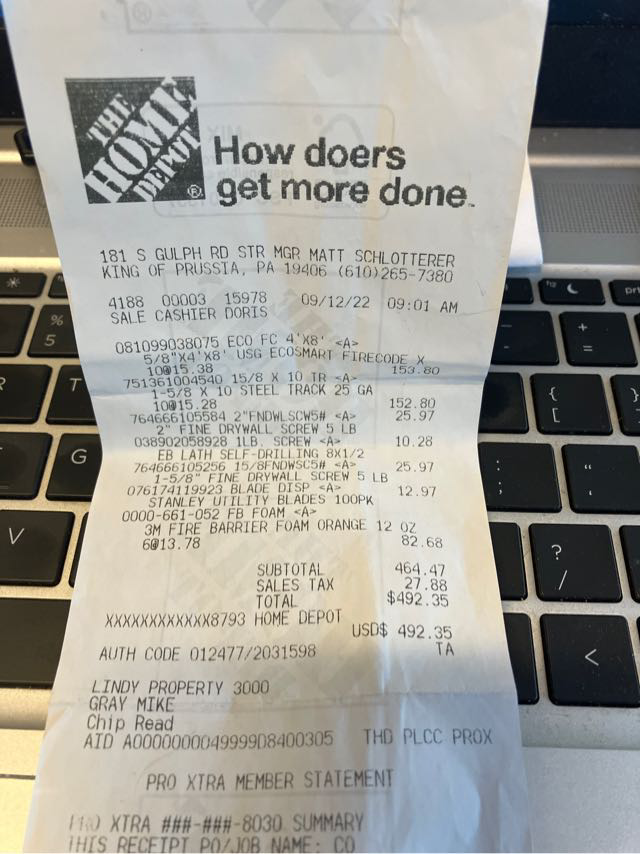 THE
HOME
DEPOT
How doers
get more done.
181 S GULPH RD STR MGR MATT SCHLOTTERER
KING OF PRUSSIA, PA 19406 (610)265-7380
4188 00003 15978 09/12/22 09:01 AM
SALE CASHIER DORIS
081099038075 ECO FC 4'X8' <A>
5/8"X4'X8' USG ECOSMART FIRECODE X
10@15.38 153.80
751361004540 15/8 X 10 TR <A>
1-5/8 X 10 STEEL TRACK 25 GA
10@15.28 152.80
764666105584 2"FNDWLSCW5# <A> 25.97
2" FINE DRYWALL SCREW 5 LB
038902058928 1LB. SCREW <A> 10.28
EB LATH SELF-DRILLING 8X1/2
764666105256 15/8FNDWSC5# <A> 25.97
1-5/8" FINE DRYWALL SCREW 5 LB
076174119923 BLADE DISP <A> 12.97
STANLEY UTILITY BLADES 100PK
0000-661-052 FB FOAM <A>
3M FIRE BARRIER FOAM ORANGE 12 OZ
6@13.78 82.68
SUBTOTAL 464.47
SALES TAX 27.88
TOTAL $492.35
XXXXXXXXXXXX8793 HOME DEPOT
USD$ 492.35
AUTH CODE 012477/2031598 TA
LINDY PROPERTY 3000
GRAY MIKE
Chip Read
AID A0000000049999D8400305 THD PLCC PROX
PRO XTRA MEMBER STATEMENT
PRO XTRA ###-###-8030 SUMMARY
THIS RECEIPT PO/JOB NAME: CO
%
5
R
T
G
V
+
=
{
[
:
;
"
?
/
<